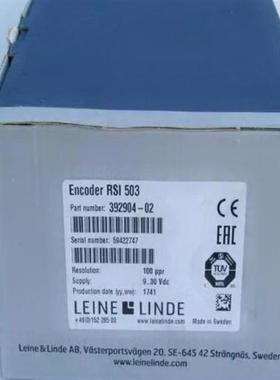 Encoder RSI 503
Part number: 392904-02
Serial number: 59422747
Resolution: 100 ppr
Supply: 9..30 Vdc
Production date (yy,ww): 1741
LEINE LINDE
www.leinelinde.com Made in Sweden
CE
EAC
TÜV
Leine & Linde AB, Västerportsvägen 20, SE-645 42 Strängnäs, Sweden
www.leinelinde.com